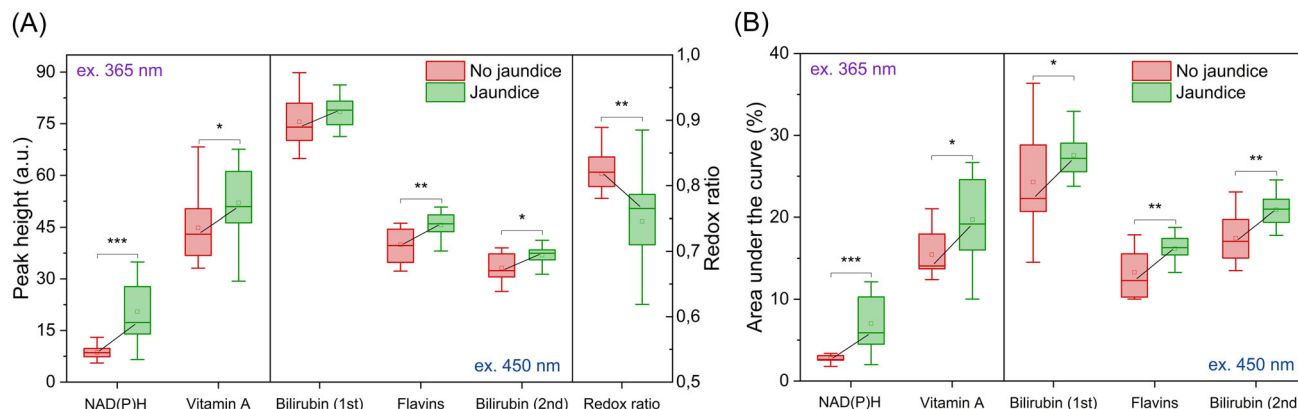 (A)
ex. 365 nm
No jaundice
Jaundice
Peak height (a.u.)
90
75
60
45
30
15
0
***
*
**
*
**
1,0
0,9
0,8
0,7
0,6
0,5
Redox ratio
ex. 450 nm
NAD(P)H
Vitamin A
Bilirubin (1st)
Flavins
Bilirubin (2nd)
Redox ratio
(B)
ex. 365 nm
No jaundice
Jaundice
Area under the curve (%)
40
30
20
10
0
***
*
*
**
**
ex. 450 nm
NAD(P)H
Vitamin A
Bilirubin (1st)
Flavins
Bilirubin (2nd)